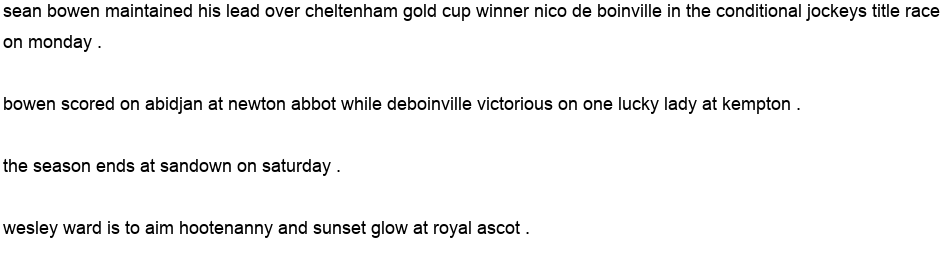 sean bowen maintained his lead over cheltenham gold cup winner nico de boinville in the conditional jockeys title race
on monday .
bowen scored on abidjan at newton abbot while deboinville victorious on one lucky lady at kempton .
the season ends at sandown on saturday .
wesley ward is to aim hootenanny and sunset glow at royal ascot .